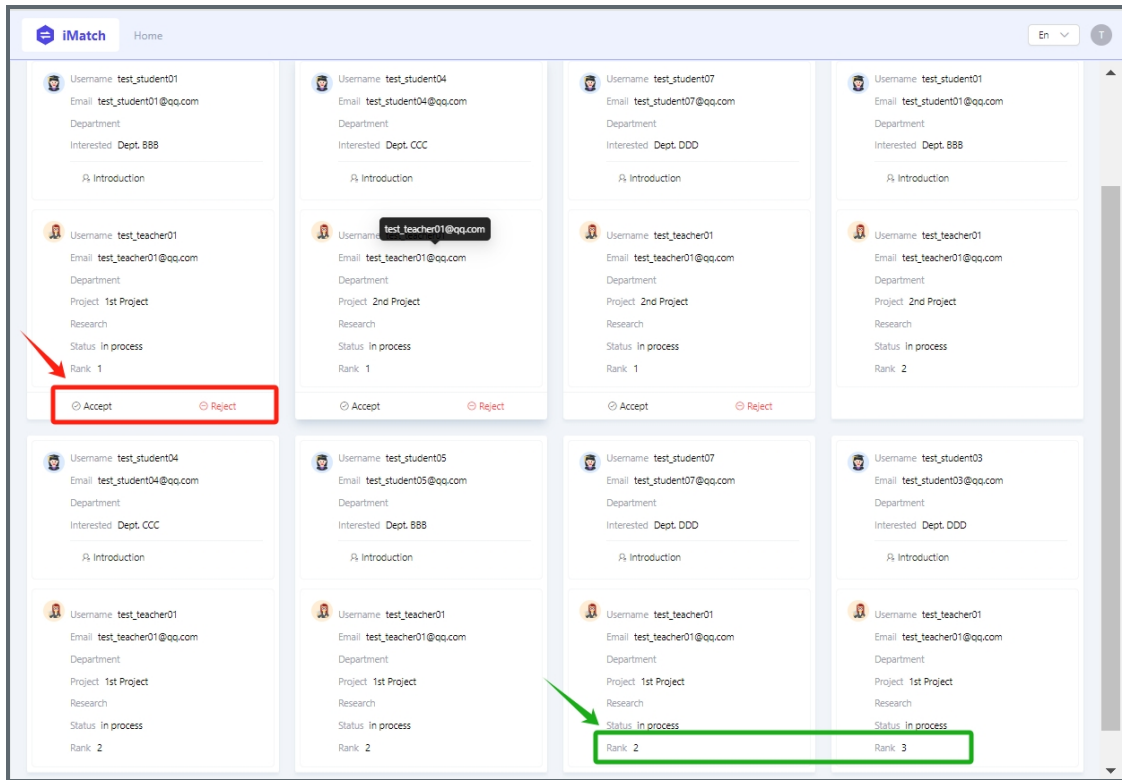 iMatch Home En T
Username test_student01
Email test_student01@qq.com
Department
Interested Dept. BBB
Introduction
Username test_teacher01
Email test_teacher01@qq.com
Department
Project 1st Project
Research
Status in process
Rank 1
Accept Reject
Username test_student04
Email test_student04@qq.com
Department
Interested Dept. CCC
Introduction
test_teacher01@qq.com
Username
Email test_teacher01@qq.com
Department
Project 2nd Project
Research
Status in process
Rank 1
Accept Reject
Username test_student07
Email test_student07@qq.com
Department
Interested Dept. DDD
Introduction
Username test_teacher01
Email test_teacher01@qq.com
Department
Project 2nd Project
Research
Status in process
Rank 1
Accept Reject
Username test_student01
Email test_student01@qq.com
Department
Interested Dept. BBB
Introduction
Username test_teacher01
Email test_teacher01@qq.com
Department
Project 2nd Project
Research
Status in process
Rank 2
Username test_student04
Email test_student04@qq.com
Department
Interested Dept. CCC
Introduction
Username test_teacher01
Email test_teacher01@qq.com
Department
Project 1st Project
Research
Status in process
Rank 2
Username test_student05
Email test_student05@qq.com
Department
Interested Dept. BBB
Introduction
Username test_teacher01
Email test_teacher01@qq.com
Department
Project 1st Project
Research
Status in process
Rank 2
Username test_student07
Email test_student07@qq.com
Department
Interested Dept. DDD
Introduction
Username test_teacher01
Email test_teacher01@qq.com
Department
Project 1st Project
Research
Status in process
Rank 2
Username test_student03
Email test_student03@qq.com
Department
Interested Dept. DDD
Introduction
Username test_teacher01
Email test_teacher01@qq.com
Department
Project 1st Project
Research
Status in process
Rank 3